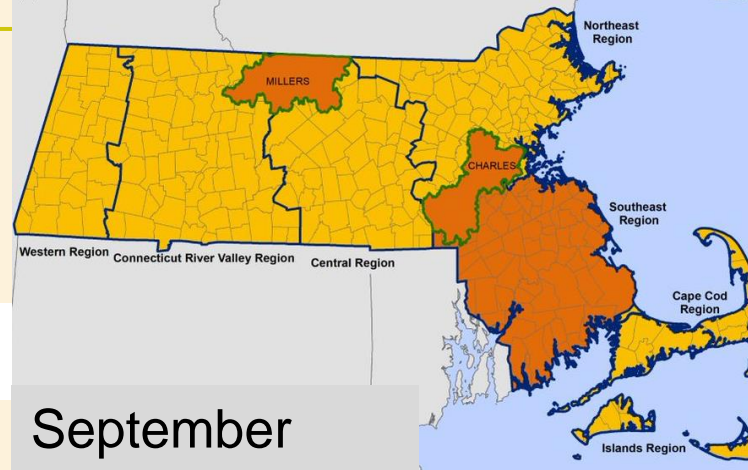 Northeast
Region
MILLERS
CHARLES
Southeast
Region
Western Region
Connecticut River Valley Region
Central Region
Cape Cod
Region
September
Islands Region